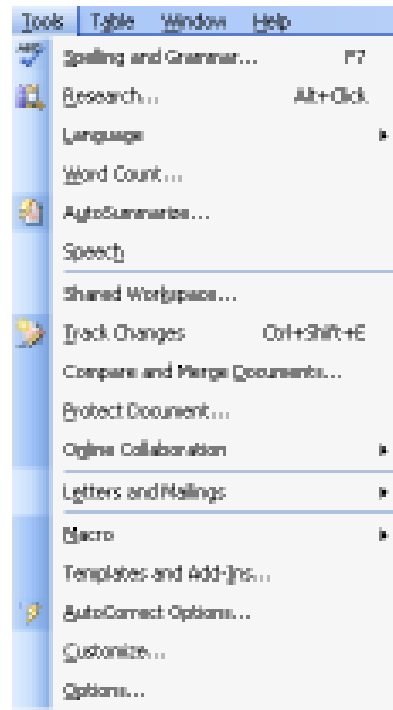 Tools Table Window Help
Spelling and Grammar... F7
Research... Alt+Click
Language
Word Count...
AutoSummarize...
Speech
Shared Workspace...
Track Changes Ctrl+Shift+E
Compare and Merge Documents...
Protect Document...
Online Collaboration
Letters and Mailings
Macro
Templates and Add-Ins...
AutoCorrect Options...
Customize...
Options...